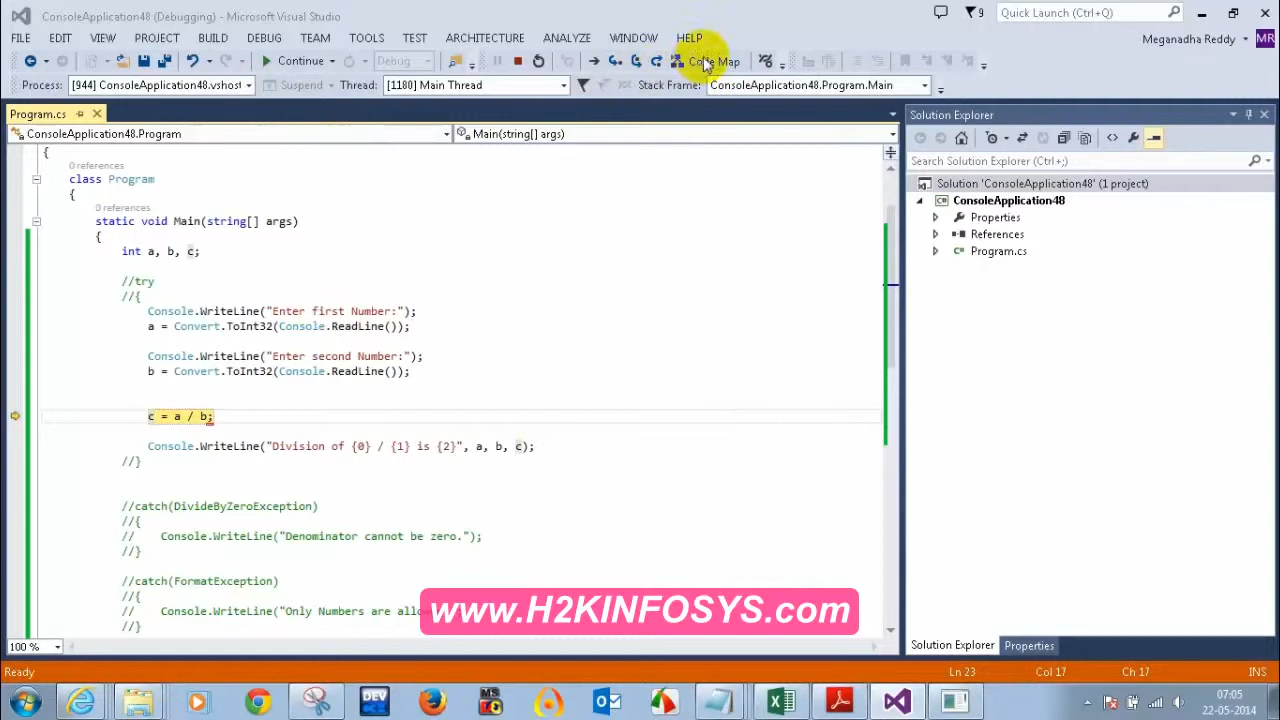 ConsoleApplication48 (Debugging) - Microsoft Visual Studio
9
Quick Launch (Ctrl+Q)
FILE EDIT VIEW PROJECT BUILD DEBUG TEAM TOOLS TEST ARCHITECTURE ANALYZE WINDOW HELP
Meganadha Reddy MR
Continue Debug Code Map
Process: [944] ConsoleApplication48.vshost Suspend Thread: [1180] Main Thread Stack Frame: ConsoleApplication48.Program.Main
Program.cs
ConsoleApplication48.Program Main(string[] args)
{
0 references
class Program
{
0 references
static void Main(string[] args)
{
int a, b, c;
//try
//{
Console.WriteLine("Enter first Number:");
a = Convert.ToInt32(Console.ReadLine());
Console.WriteLine("Enter second Number:");
b = Convert.ToInt32(Console.ReadLine());
c = a / b;
Console.WriteLine("Division of {0} / {1} is {2}", a, b, c);
//}
//catch(DivideByZeroException)
//{
// Console.WriteLine("Denominator cannot be zero.");
//}
//catch(FormatException)
//{
// Console.WriteLine("Only Numbers are allow
//}
100 %
Solution Explorer
Search Solution Explorer (Ctrl+;)
Solution 'ConsoleApplication48' (1 project)
ConsoleApplication48
Properties
References
Program.cs
Solution Explorer Properties
www.H2KINFOSYS.com
Ready Ln 23 Col 17 Ch 17 INS
DEV
MS
07:05
22-05-2014